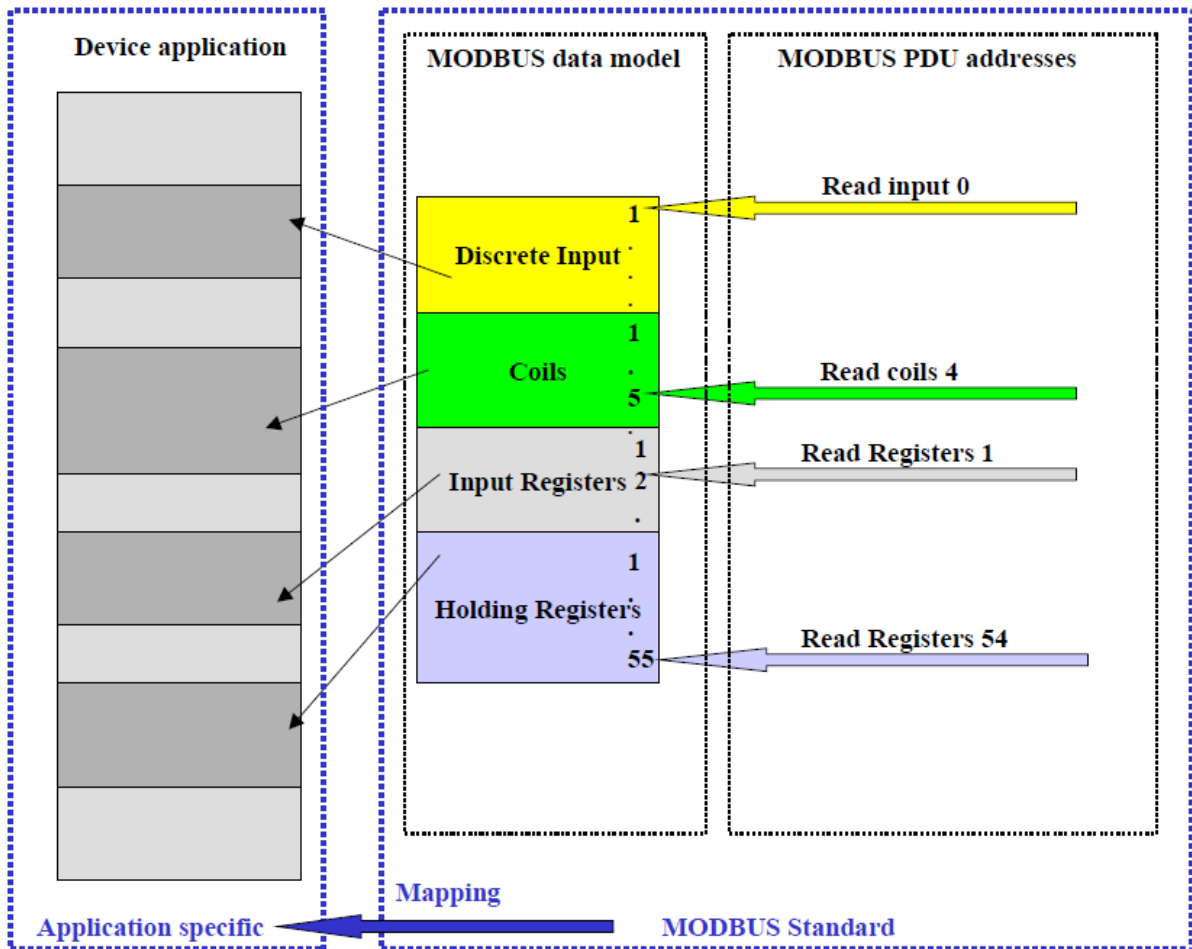 Device application
MODBUS data model
MODBUS PDU addresses
Read input 0
1
.
Discrete Input
.
.
1
Read coils 4
Coils
.
5
.
Read Registers 1
1
Input Registers 2
.
1
.
Holding Registers
.
Read Registers 54
55
Mapping
Application specific
MODBUS Standard